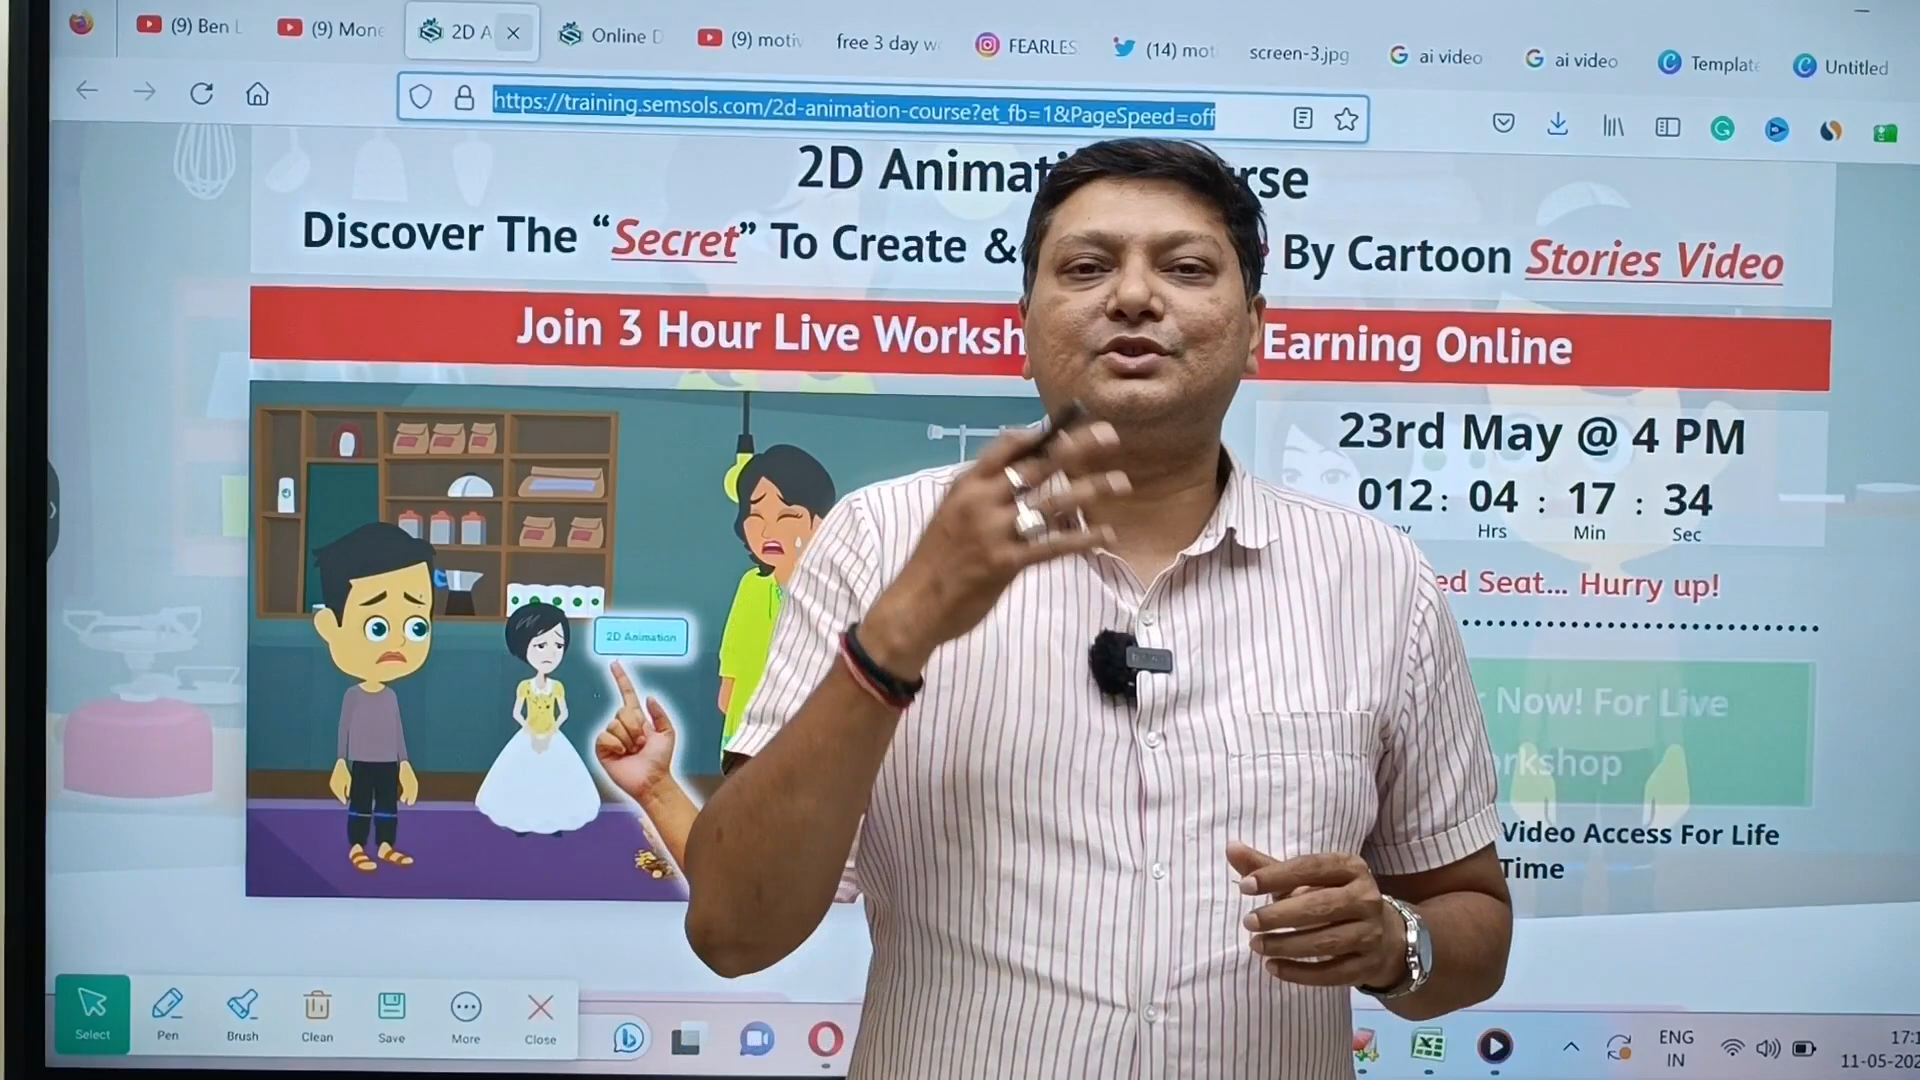 (9) Ben L
(9) Mone
2D A
Online D
(9) motiv
free 3 day w
FEARLES
(14) mot
screen-3.jpg
ai video
ai video
Template
Untitled
https://training.semsols.com/2d-animation-course?et_fb=1&PageSpeed=off
2D Animati rse
Discover The “Secret” To Create & By Cartoon Stories Video
Join 3 Hour Live Worksh Earning Online
23rd May @ 4 PM
012 : 04 : 17 : 34
Hrs Min Sec
ed Seat... Hurry up!
2D Animation
Now! For Live
rkshop
Video Access For Life
Time
Select
Pen
Brush
Clean
Save
More
Close
ENG
IN
17:1
11-05-202